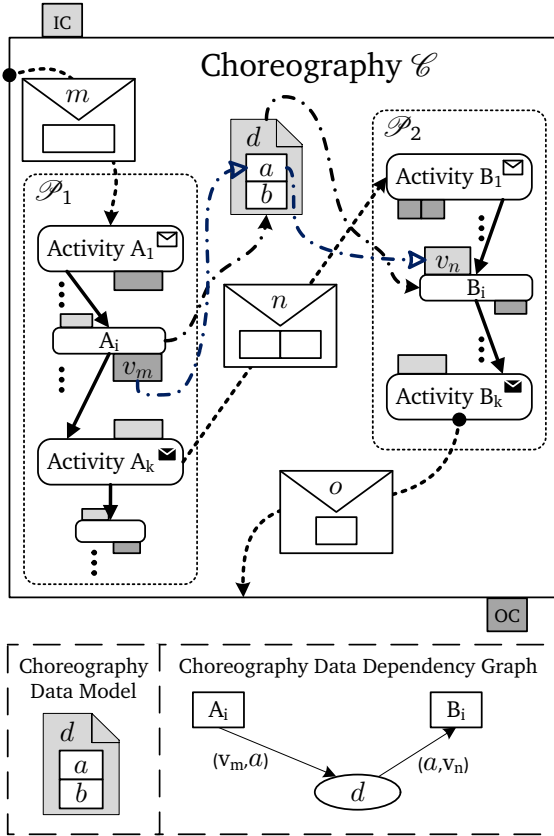 IC
Choreography 𝒞
m
d
a
b
𝒫₂
Activity B₁
𝒫₁
Activity A₁
vₙ
Bᵢ
n
Aᵢ
vₘ
Activity Bₖ
Activity Aₖ
o
OC
Choreography
Data Model
d
a
b
Choreography Data Dependency Graph
Aᵢ
Bᵢ
(vₘ,a)
(a,vₙ)
d